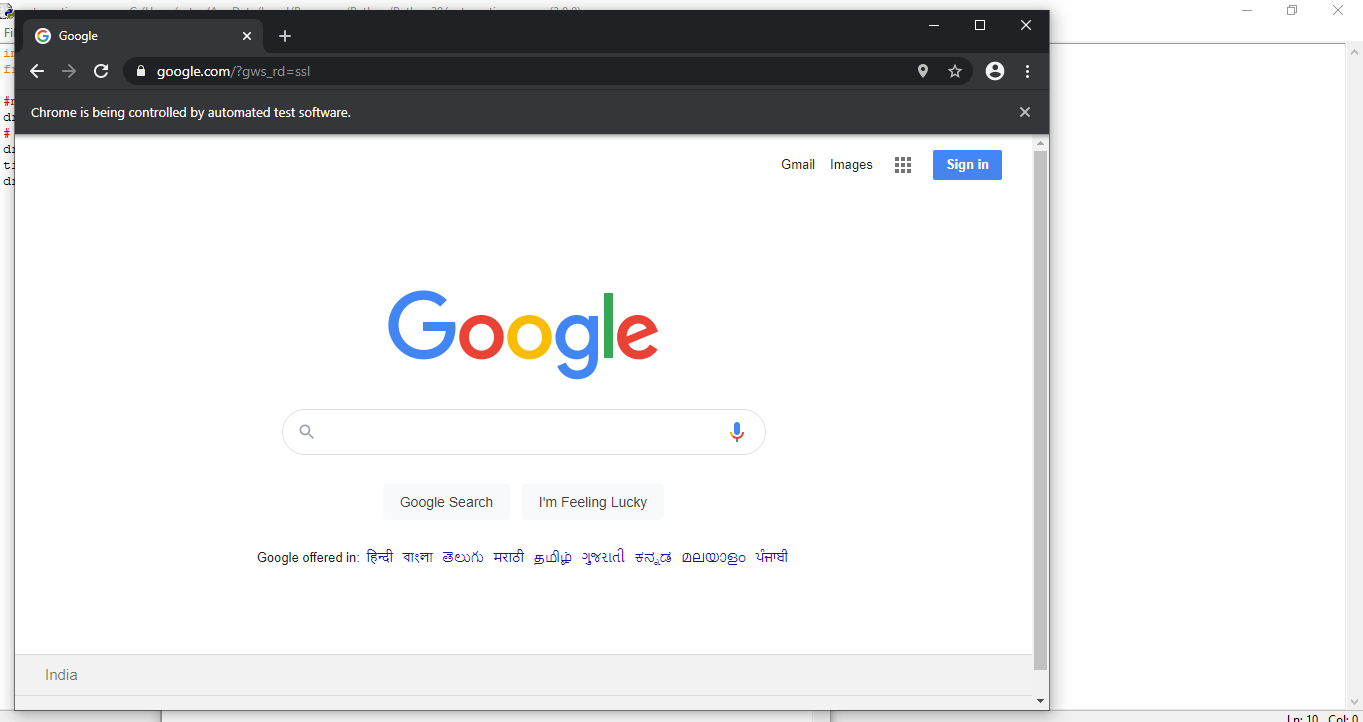 Google
google.com/?gws_rd=ssl
Chrome is being controlled by automated test software.
Gmail Images Sign in
Google
Google Search I'm Feeling Lucky
Google offered in: हिन्दी বাংলা తెలుగు मराठी தமிழ் ગુજરાતી ಕನ್ನಡ മലയാളം ਪੰਜਾਬੀ
India
Ln: 10 Col: 0